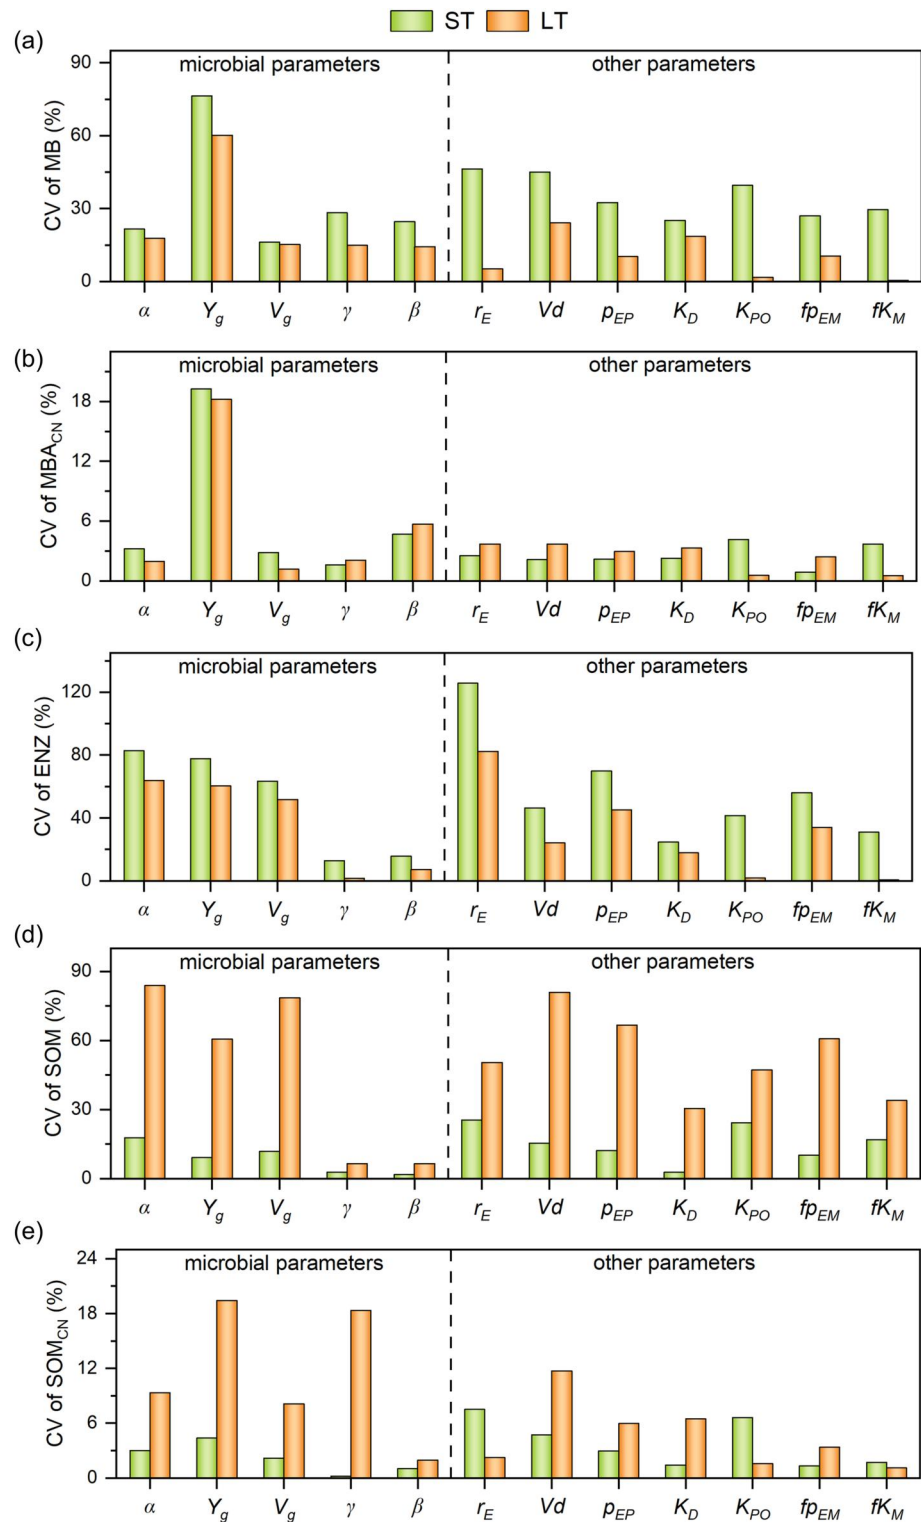 ST LT
(a)
microbial parameters other parameters
CV of MB (%)
90
60
30
0
α Yg Vg γ β rE Vd pEP KD KPO fpEM fKM
(b)
microbial parameters other parameters
CV of MBACN (%)
18
12
6
0
α Yg Vg γ β rE Vd pEP KD KPO fpEM fKM
(c)
microbial parameters other parameters
CV of ENZ (%)
120
80
40
0
α Yg Vg γ β rE Vd pEP KD KPO fpEM fKM
(d)
microbial parameters other parameters
CV of SOM (%)
90
60
30
0
α Yg Vg γ β rE Vd pEP KD KPO fpEM fKM
(e)
microbial parameters other parameters
CV of SOMCN (%)
24
18
12
6
0
α Yg Vg γ β rE Vd pEP KD KPO fpEM fKM